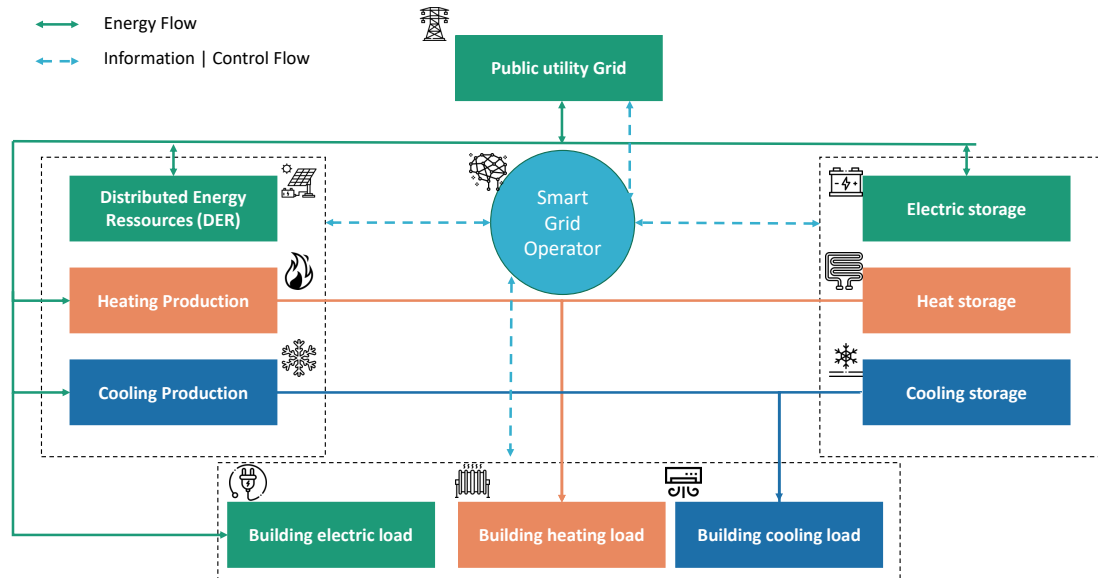 Energy Flow
Information | Control Flow
Public utility Grid
Distributed Energy
Ressources (DER)
Smart
Grid
Operator
Electric storage
Heating Production
Heat storage
Cooling Production
Cooling storage
Building electric load
Building heating load
Building cooling load